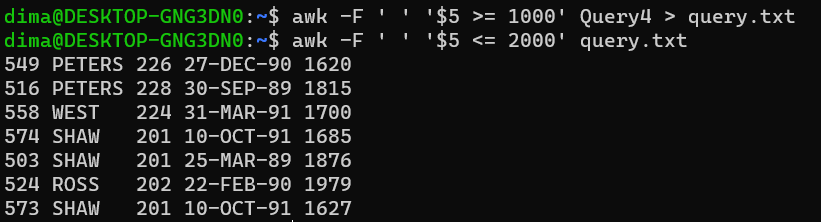 dima@DESKTOP-GNG3DN0:~$ awk -F ' ' '$5 >= 1000' Query4 > query.txt
dima@DESKTOP-GNG3DN0:~$ awk -F ' ' '$5 <= 2000' query.txt
549 PETERS 226 27-DEC-90 1620
516 PETERS 228 30-SEP-89 1815
558 WEST   224 31-MAR-91 1700
574 SHAW   201 10-OCT-91 1685
503 SHAW   201 25-MAR-89 1876
524 ROSS   202 22-FEB-90 1979
573 SHAW   201 10-OCT-91 1627